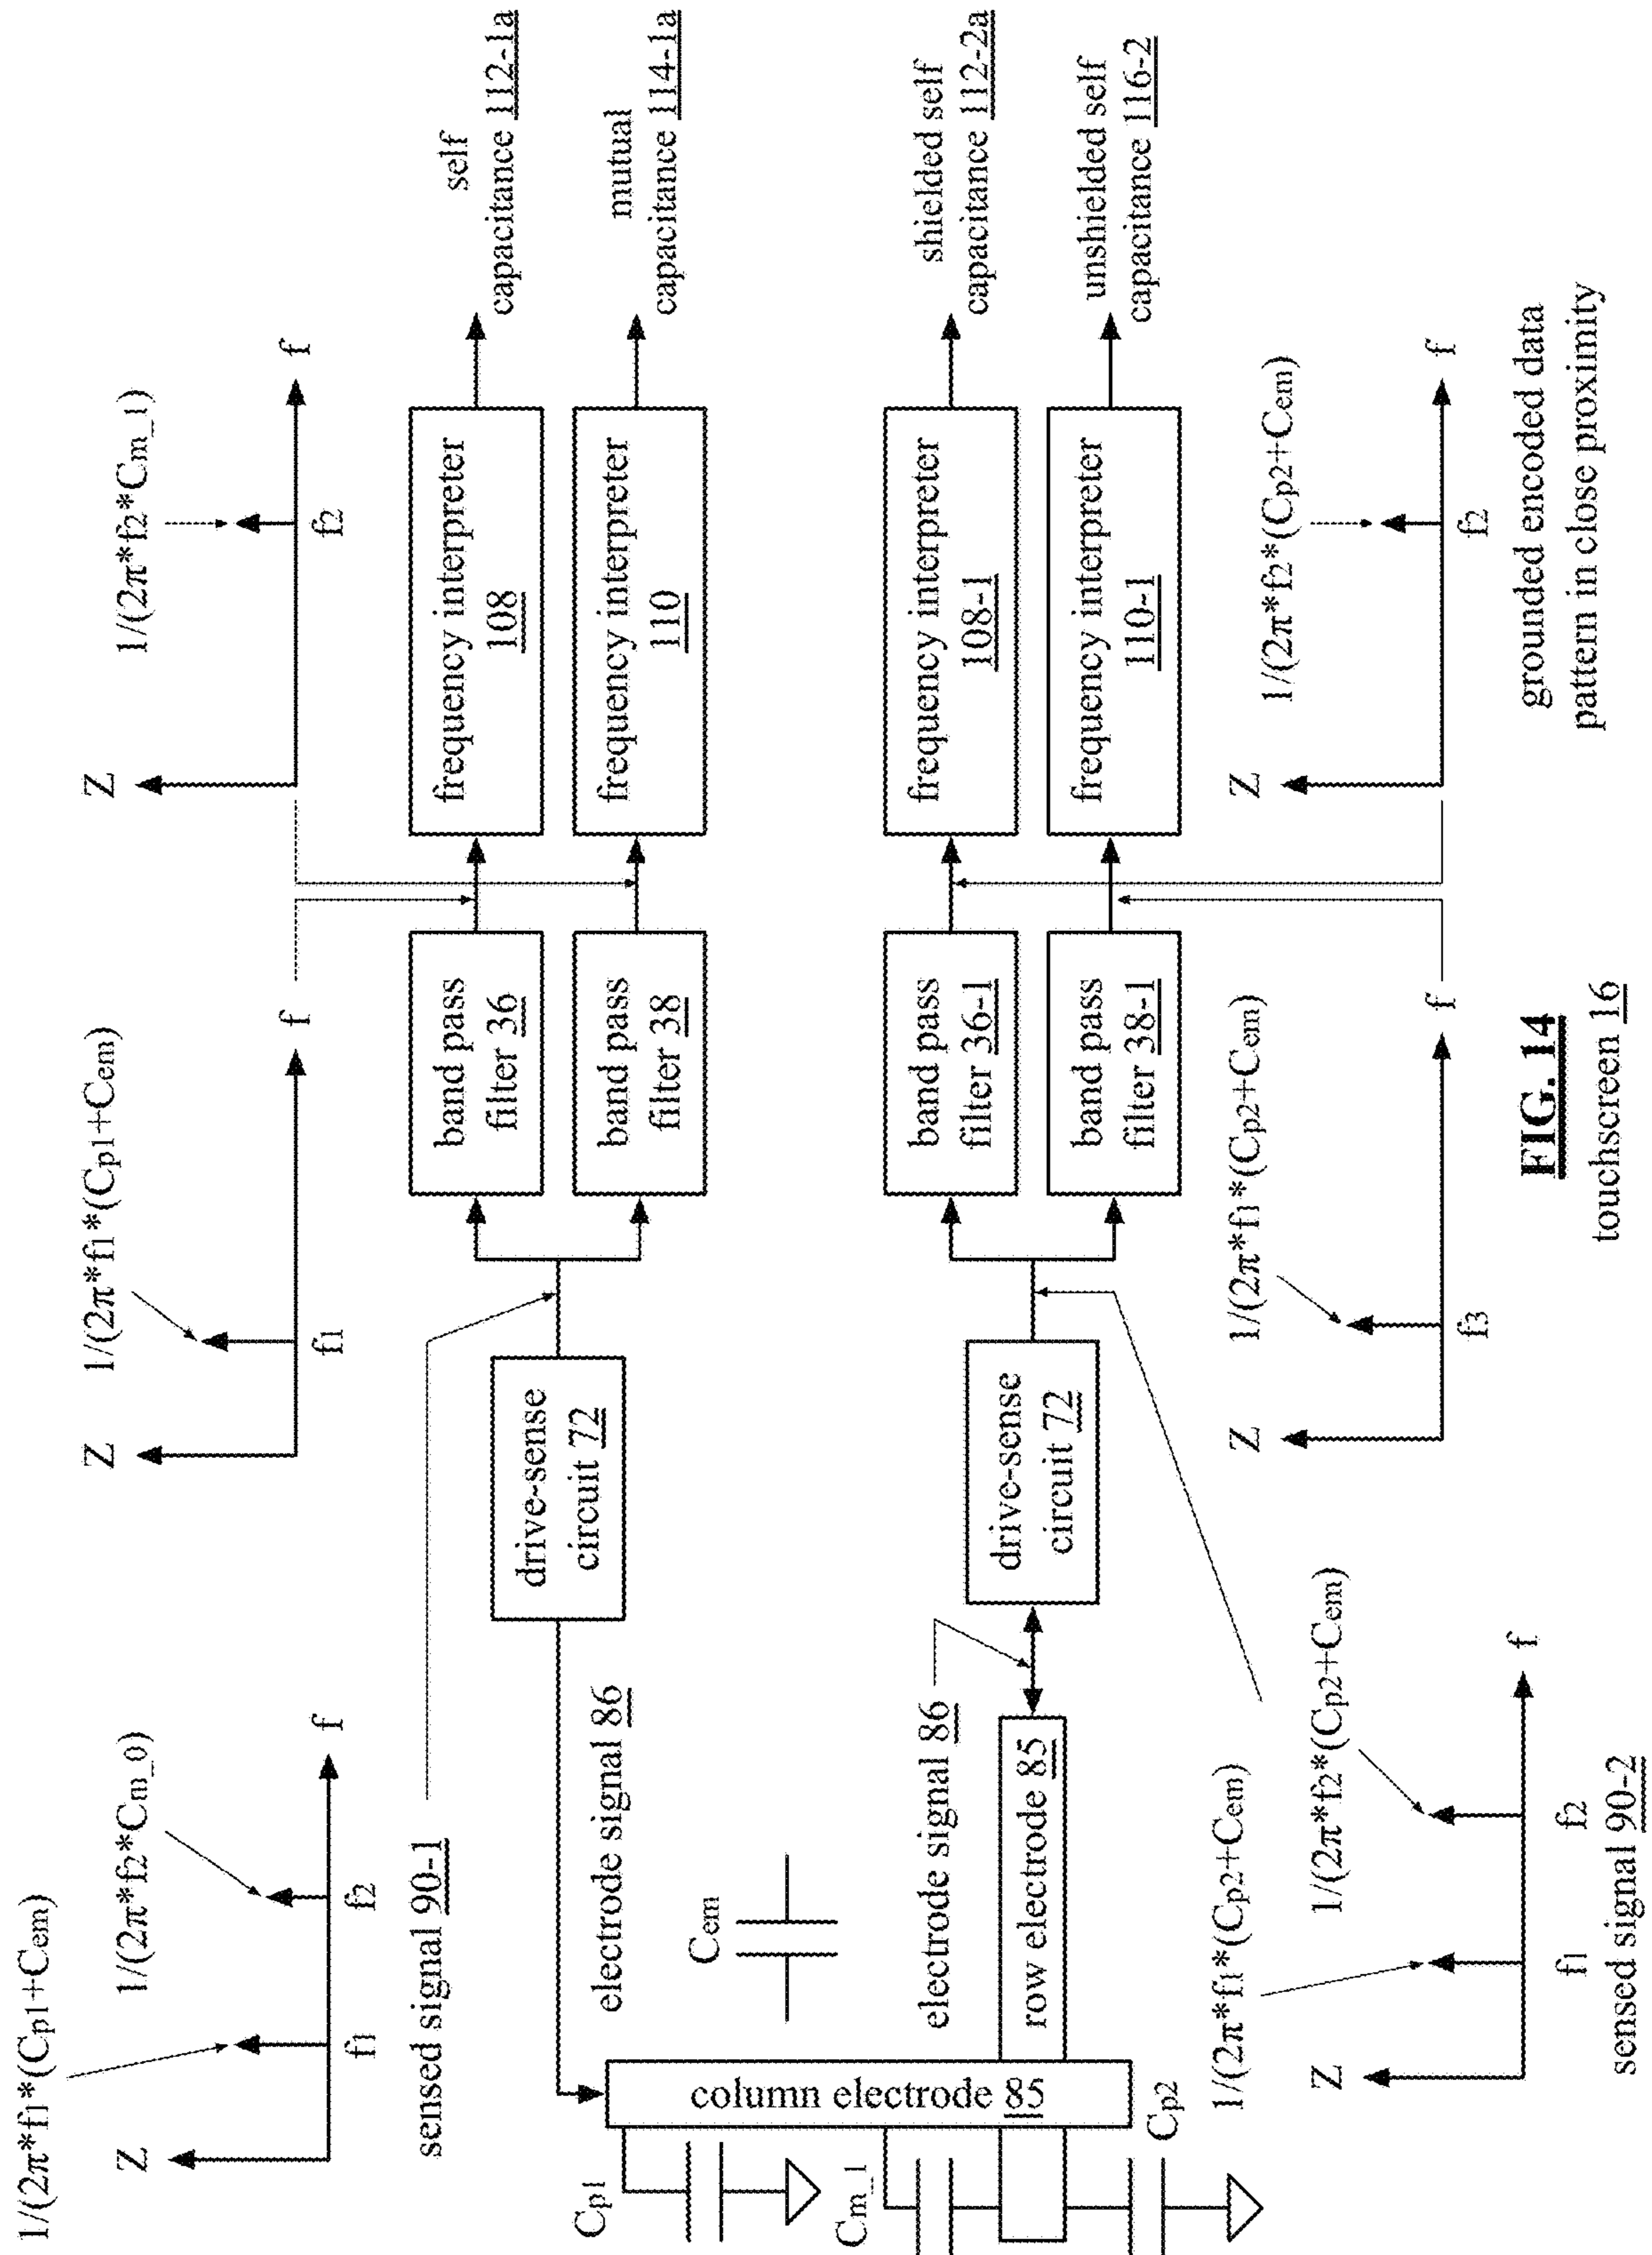 1/(2π*f1*(Cp1+Cem)
1/(2π*f2*Cm_0)
Z
f1
f2
f
sensed signal 90-1
1/(2π*f1*(Cp1+Cem)
Z
f1
f
1/(2π*f2*Cm_1)
Z
f2
f
electrode signal 86
drive-sense
circuit 72
band pass
filter 36
frequency interpreter
108
self
capacitance 112-1a
band pass
filter 38
frequency interpreter
110
mutual
capacitance 114-1a
Cp1
column electrode 85
Cem
Cm_1
Cp2
electrode signal 86
row electrode 85
drive-sense
circuit 72
band pass
filter 36-1
frequency interpreter
108-1
shielded self
capacitance 112-2a
band pass
filter 38-1
frequency interpreter
110-1
unshielded self
capacitance 116-2
1/(2π*f1*(Cp2+Cem)
1/(2π*f2*(Cp2+Cem)
Z
f1
f2
f
sensed signal 90-2
1/(2π*f1*(Cp2+Cem)
Z
f3
f
1/(2π*f2*(Cp2+Cem)
Z
f2
f
FIG. 14
touchscreen 16
grounded encoded data
pattern in close proximity